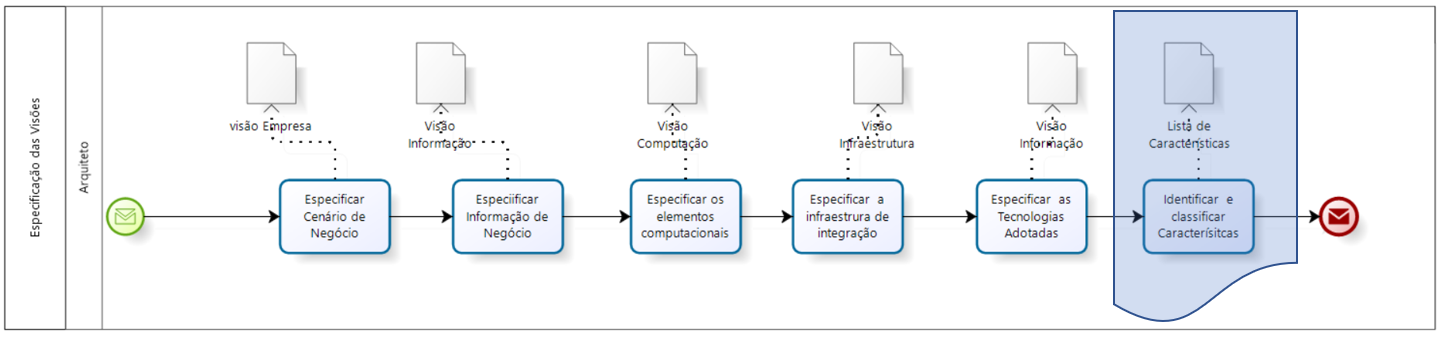 Especificação das Visões
Arquiteto
visão Empresa
Visão
Informação
Visão
Computação
Visão
Infraestrutura
Visão
Informação
Lista de
Características
Especificar
Cenário de
Negócio
Especiificar
Informação de
Negócio
Especificar os
elementos
computacionais
Especificar a
infraestrura de
integração
Especificar as
Tecnologias
Adotadas
Identificar e
classificar
Caracterísitcas